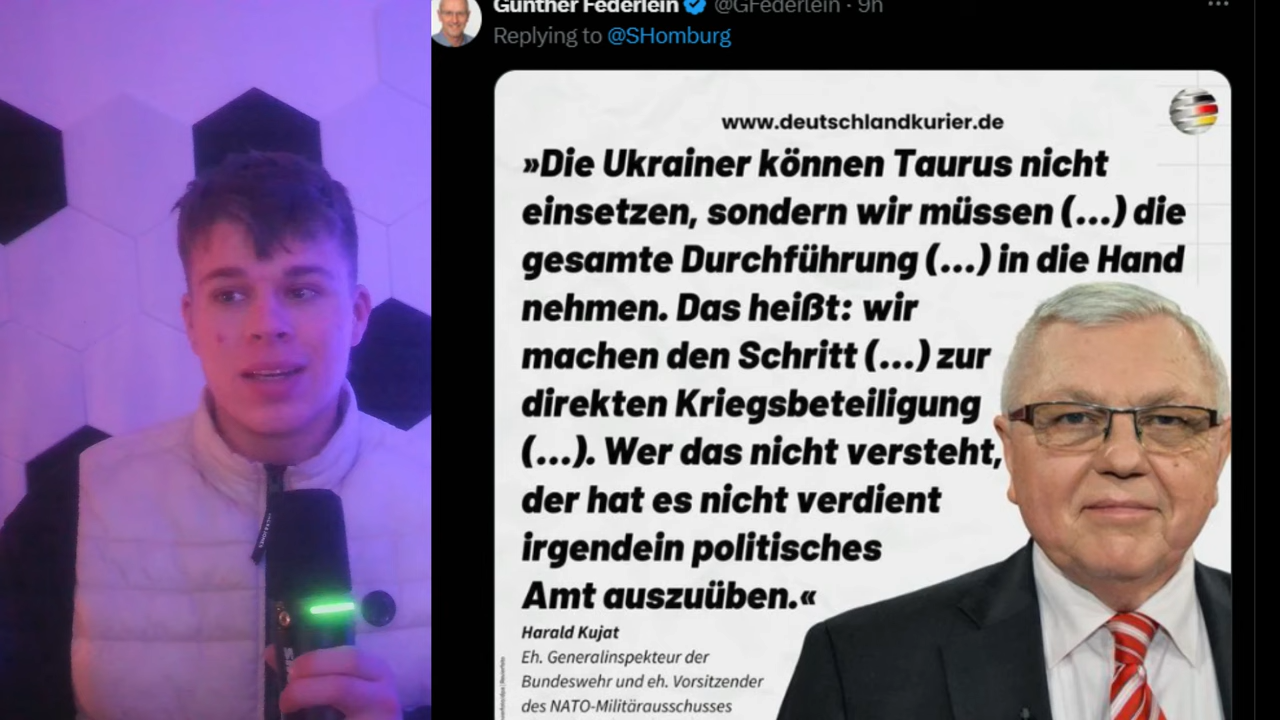 Gunther Federlein @GFederlein · 9h
Replying to @SHomburg
www.deutschlandkurier.de
»Die Ukrainer können Taurus nicht
einsetzen, sondern wir müssen (...) die
gesamte Durchführung (...) in die Hand
nehmen. Das heißt: wir
machen den Schritt (...) zur
direkten Kriegsbeteiligung
(...). Wer das nicht versteht,
der hat es nicht verdient
irgendein politisches
Amt auszuüben.«
Harald Kujat
Eh. Generalinspekteur der
Bundeswehr und eh. Vorsitzender
des NATO-Militärausschusses